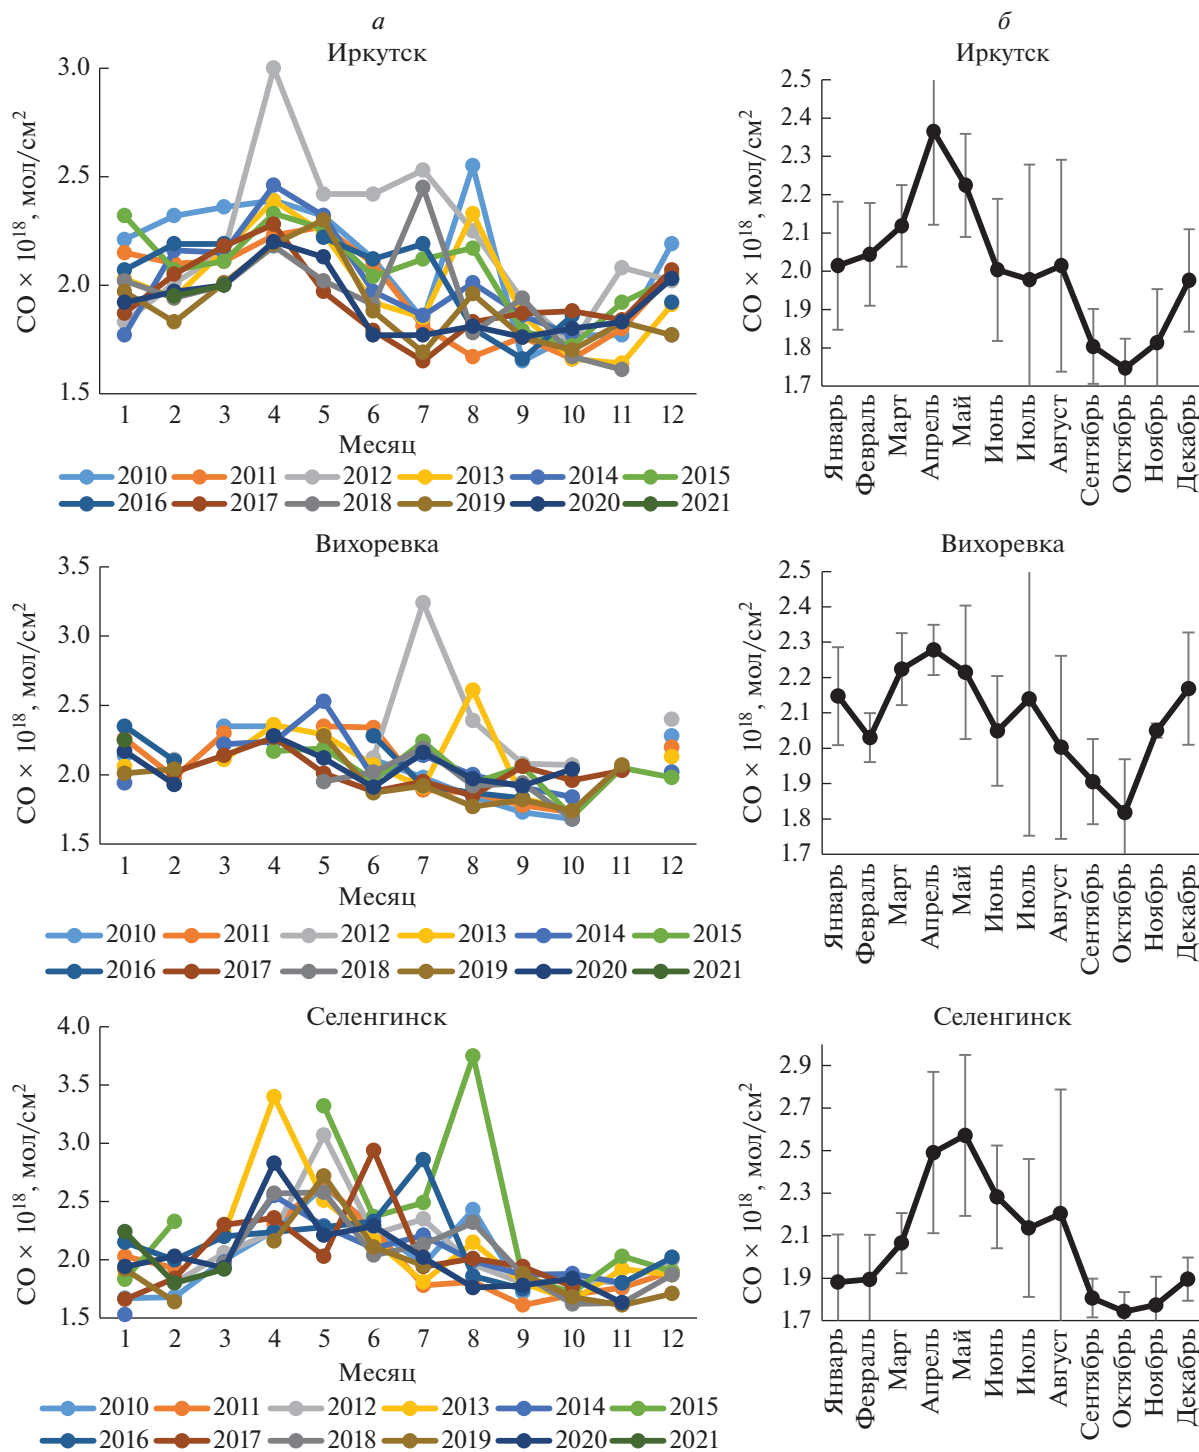 а
Иркутск
CO × 10¹⁸, мол/см²
3.0
2.5
2.0
1.5
1 2 3 4 5 6 7 8 9 10 11 12
Месяц
2010 2011 2012 2013 2014 2015
2016 2017 2018 2019 2020 2021
б
Иркутск
CO × 10¹⁸, мол/см²
2.5
2.4
2.3
2.2
2.1
2.0
1.9
1.8
1.7
Январь Февраль Март Апрель Май Июнь Июль Август Сентябрь Октябрь Ноябрь Декабрь
Вихоревка
CO × 10¹⁸, мол/см²
3.5
3.0
2.5
2.0
1.5
1 2 3 4 5 6 7 8 9 10 11 12
Месяц
2010 2011 2012 2013 2014 2015
2016 2017 2018 2019 2020 2021
Вихоревка
CO × 10¹⁸, мол/см²
2.5
2.4
2.3
2.2
2.1
2.0
1.9
1.8
1.7
Январь Февраль Март Апрель Май Июнь Июль Август Сентябрь Октябрь Ноябрь Декабрь
Селенгинск
CO × 10¹⁸, мол/см²
4.0
3.5
3.0
2.5
2.0
1.5
1 2 3 4 5 6 7 8 9 10 11 12
Месяц
2010 2011 2012 2013 2014 2015
2016 2017 2018 2019 2020 2021
Селенгинск
CO × 10¹⁸, мол/см²
2.9
2.7
2.5
2.3
2.1
1.9
1.7
Январь Февраль Март Апрель Май Июнь Июль Август Сентябрь Октябрь Ноябрь Декабрь